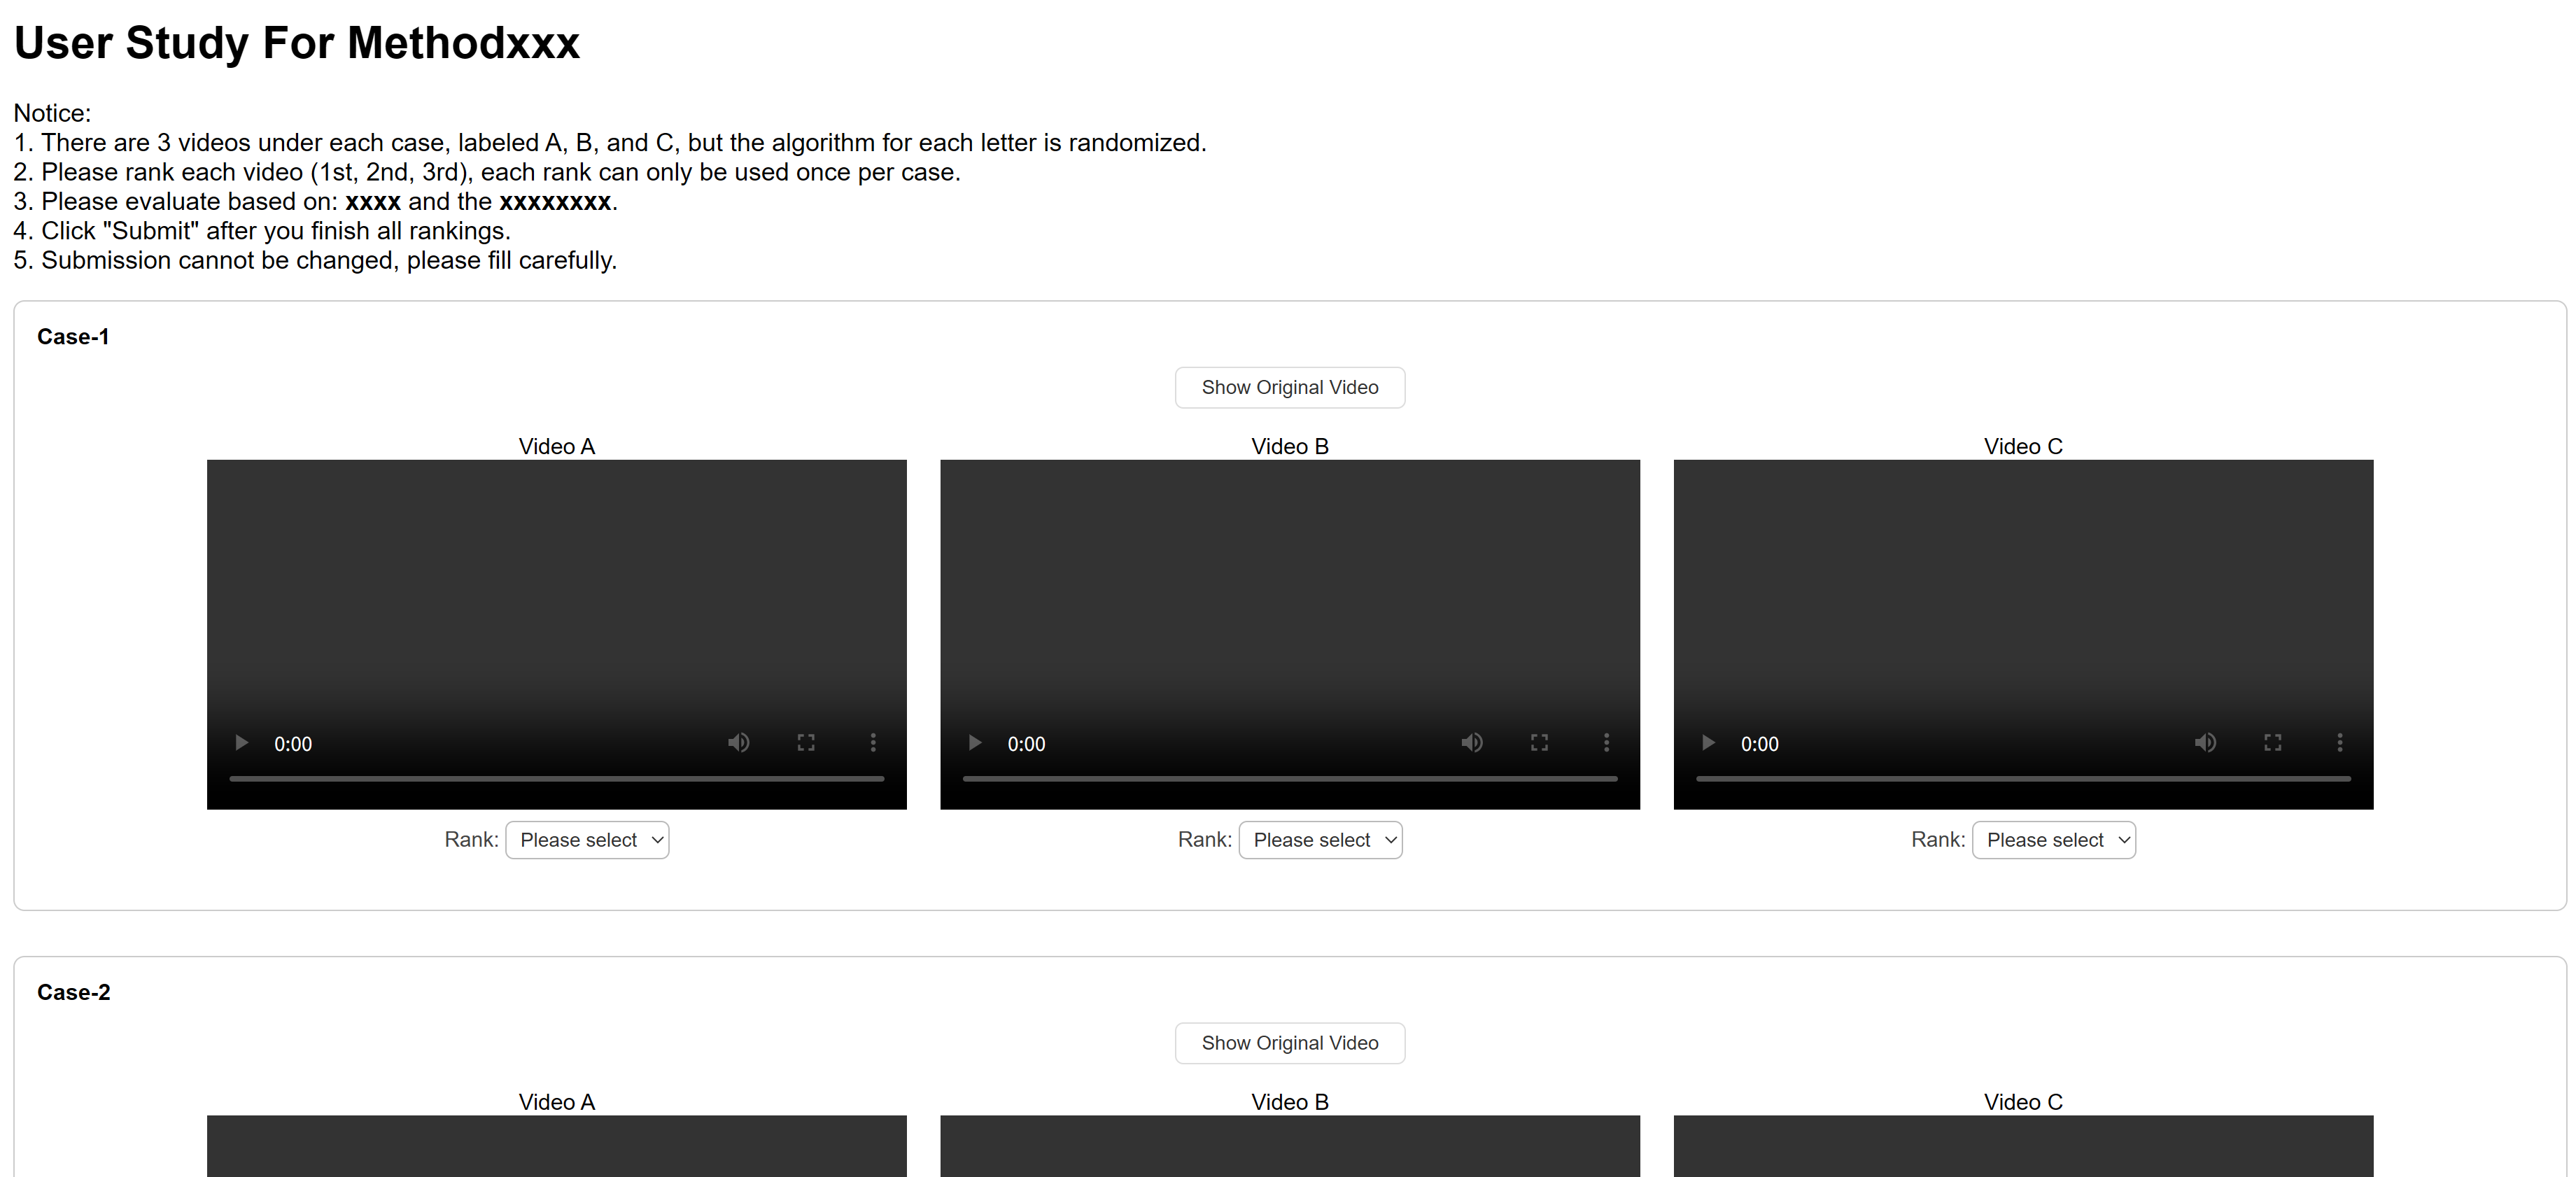 User Study For Methodxxx
Notice:
1. There are 3 videos under each case, labeled A, B, and C, but the algorithm for each letter is randomized.
2. Please rank each video (1st, 2nd, 3rd), each rank can only be used once per case.
3. Please evaluate based on: xxxx and the xxxxxxxx.
4. Click "Submit" after you finish all rankings.
5. Submission cannot be changed, please fill carefully.
Case-1
Show Original Video
Video A Video B Video C
0:00 0:00 0:00
Rank: Please select Rank: Please select Rank: Please select
Case-2
Show Original Video
Video A Video B Video C